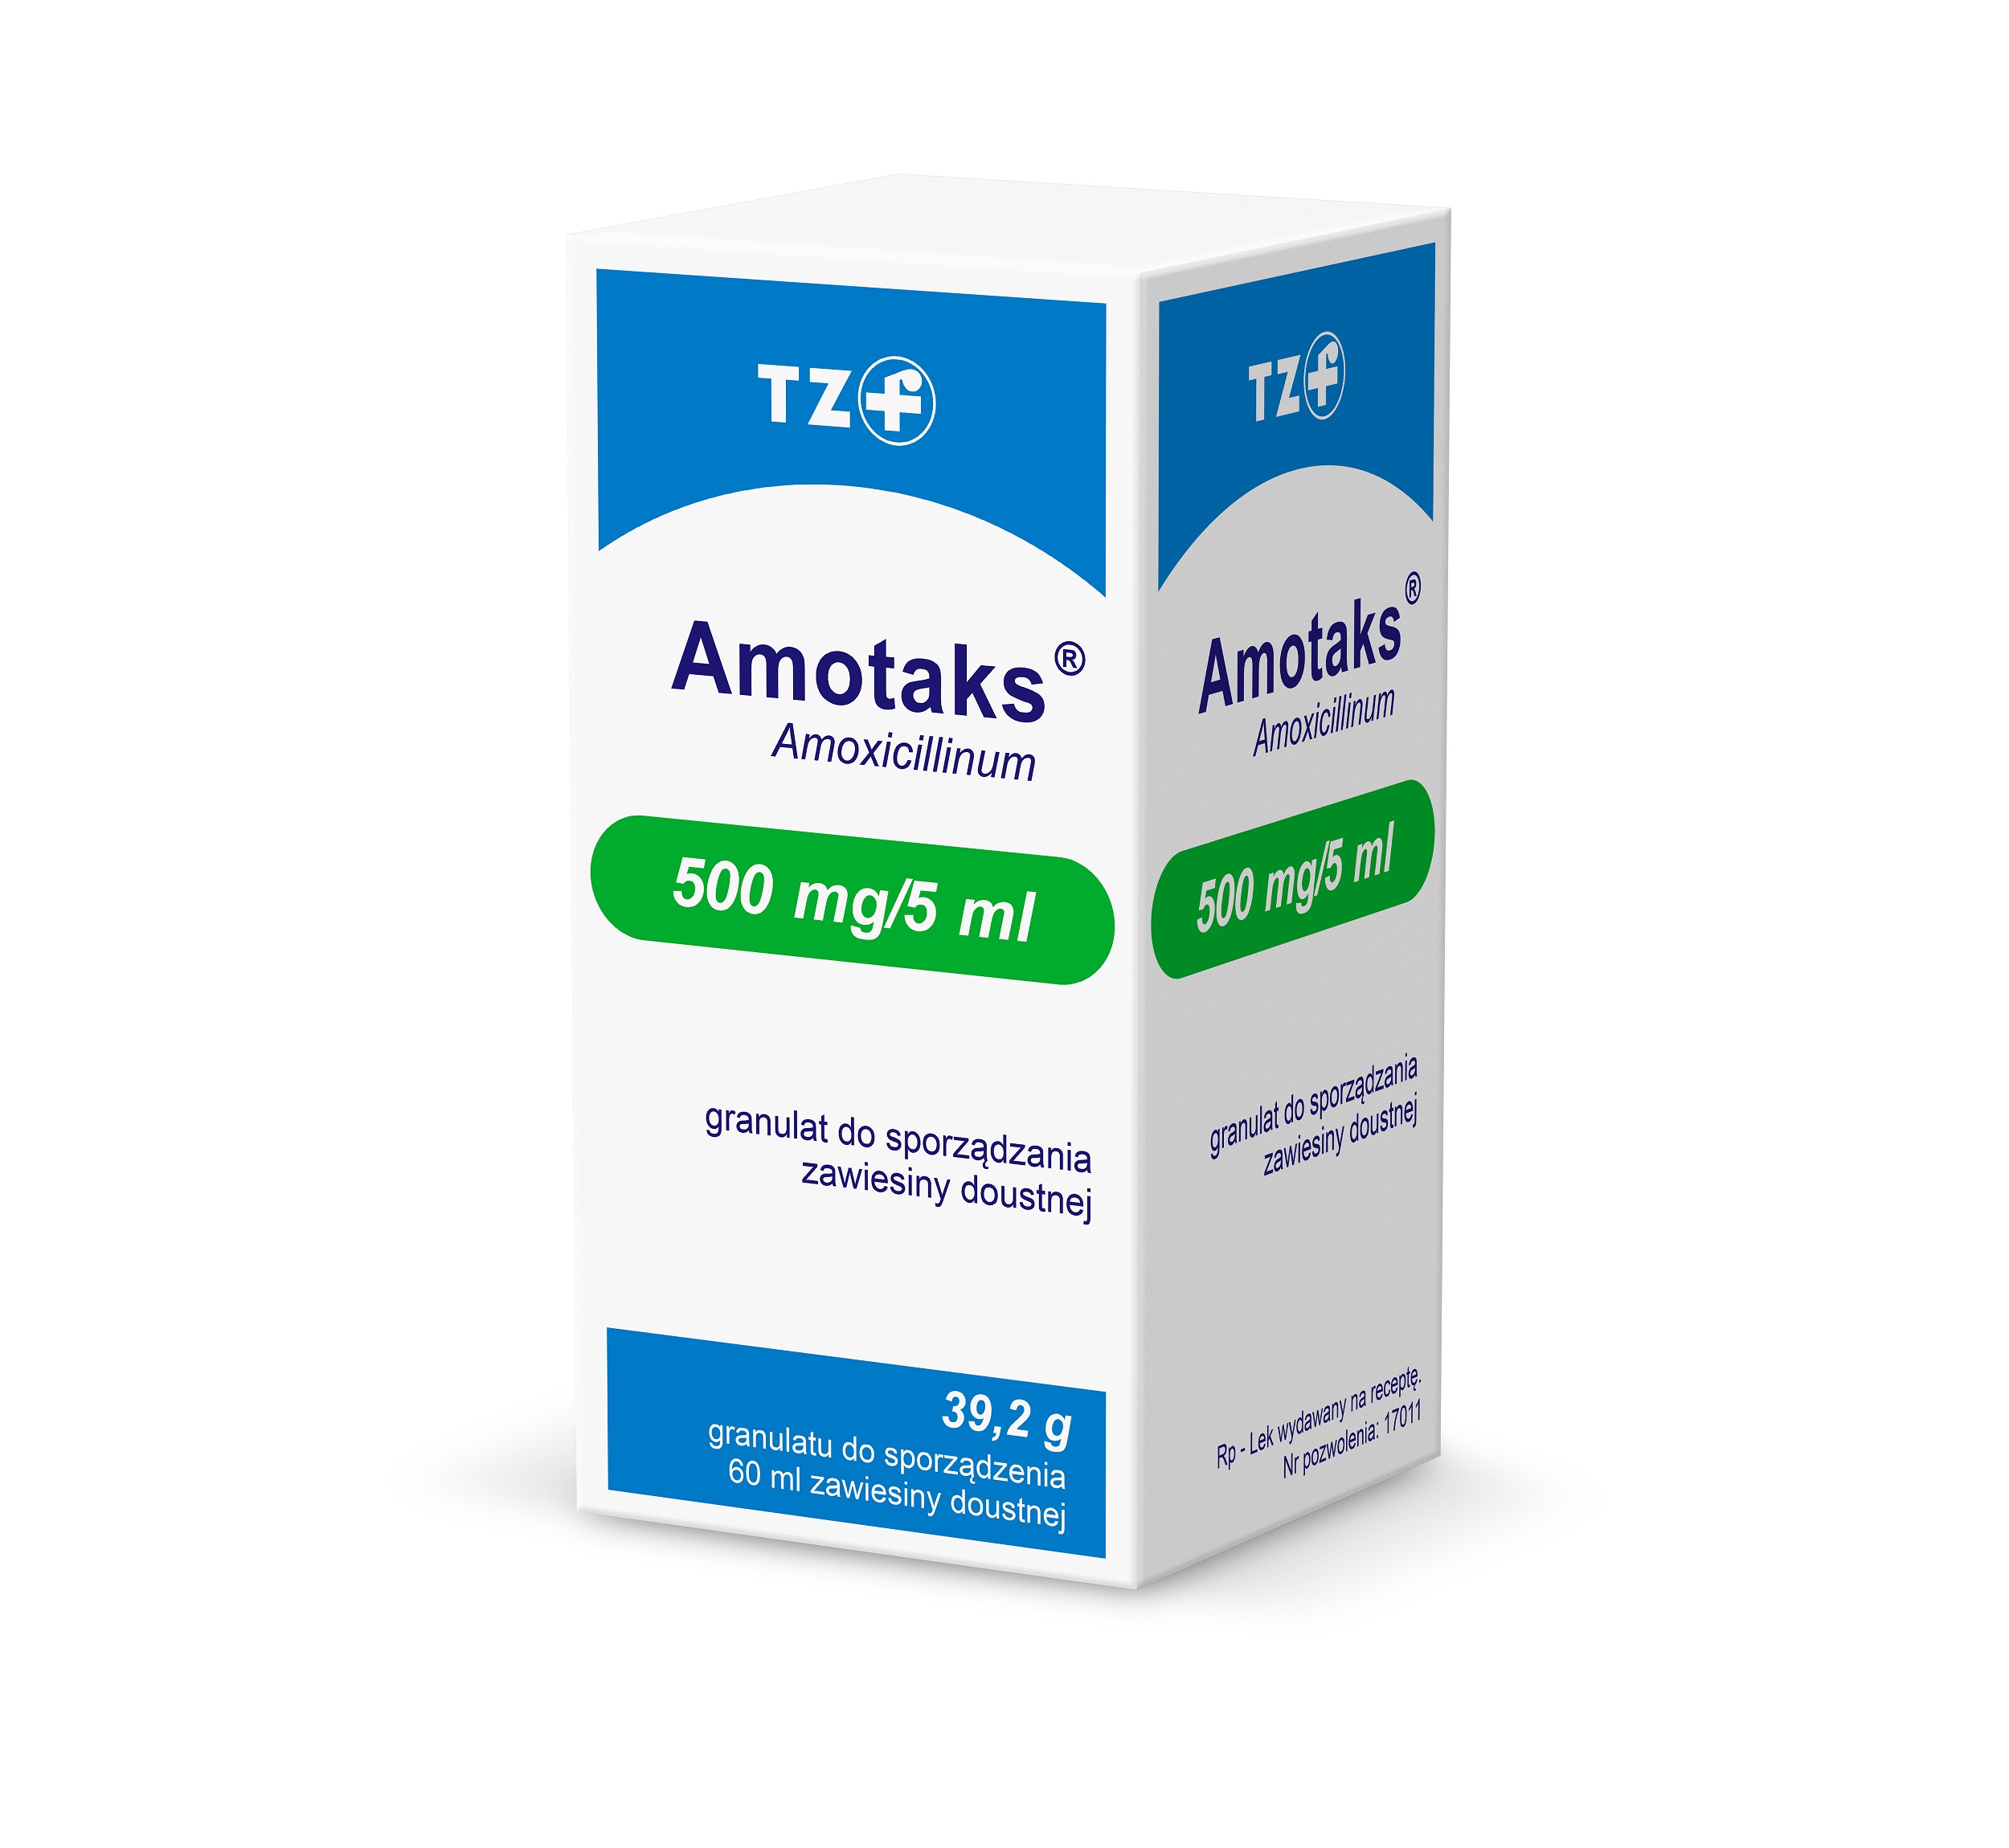 TZF
Amotaks®
Amoxicillinum
500 mg/5 ml
granulat do sporządzania
zawiesiny doustnej
39,2 g
granulatu do sporządzenia
60 ml zawiesiny doustnej
TZF
Amotaks®
Amoxicillinum
500 mg/5 ml
granulat do sporządzania
zawiesiny doustnej
Rp - Lek wydawany na receptę.
Nr pozwolenia: 17011